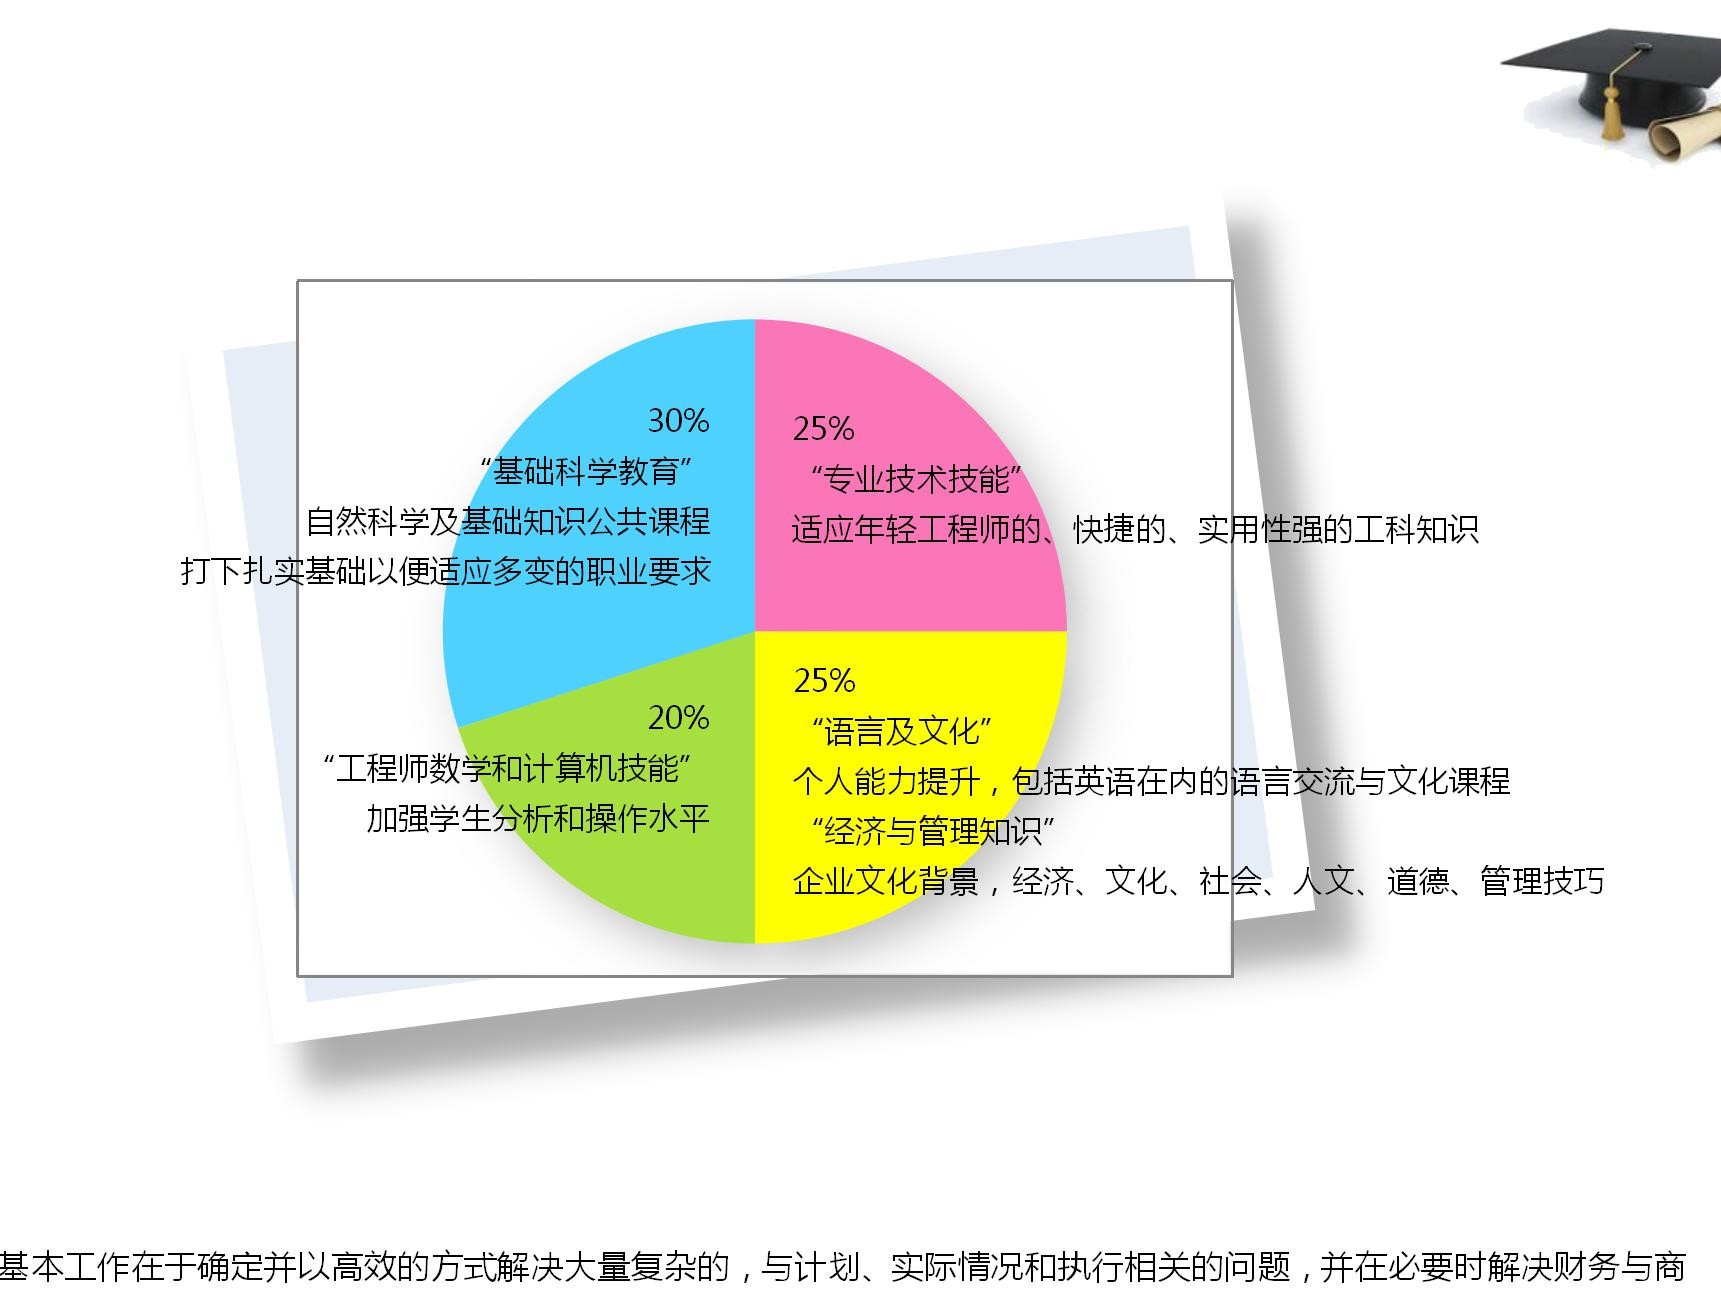 30%
“基础科学教育”
自然科学及基础知识公共课程
打下扎实基础以便适应多变的职业要求
25%
“专业技术技能”
适应年轻工程师的、快捷的、实用性强的工科知识
20%
“工程师数学和计算机技能”
加强学生分析和操作水平
25%
“语言及文化”
个人能力提升，包括英语在内的语言交流与文化课程
“经济与管理知识”
企业文化背景，经济、文化、社会、人文、道德、管理技巧
基本工作在于确定并以高效的方式解决大量复杂的，与计划、实际情况和执行相关的问题，并在必要时解决财务与商